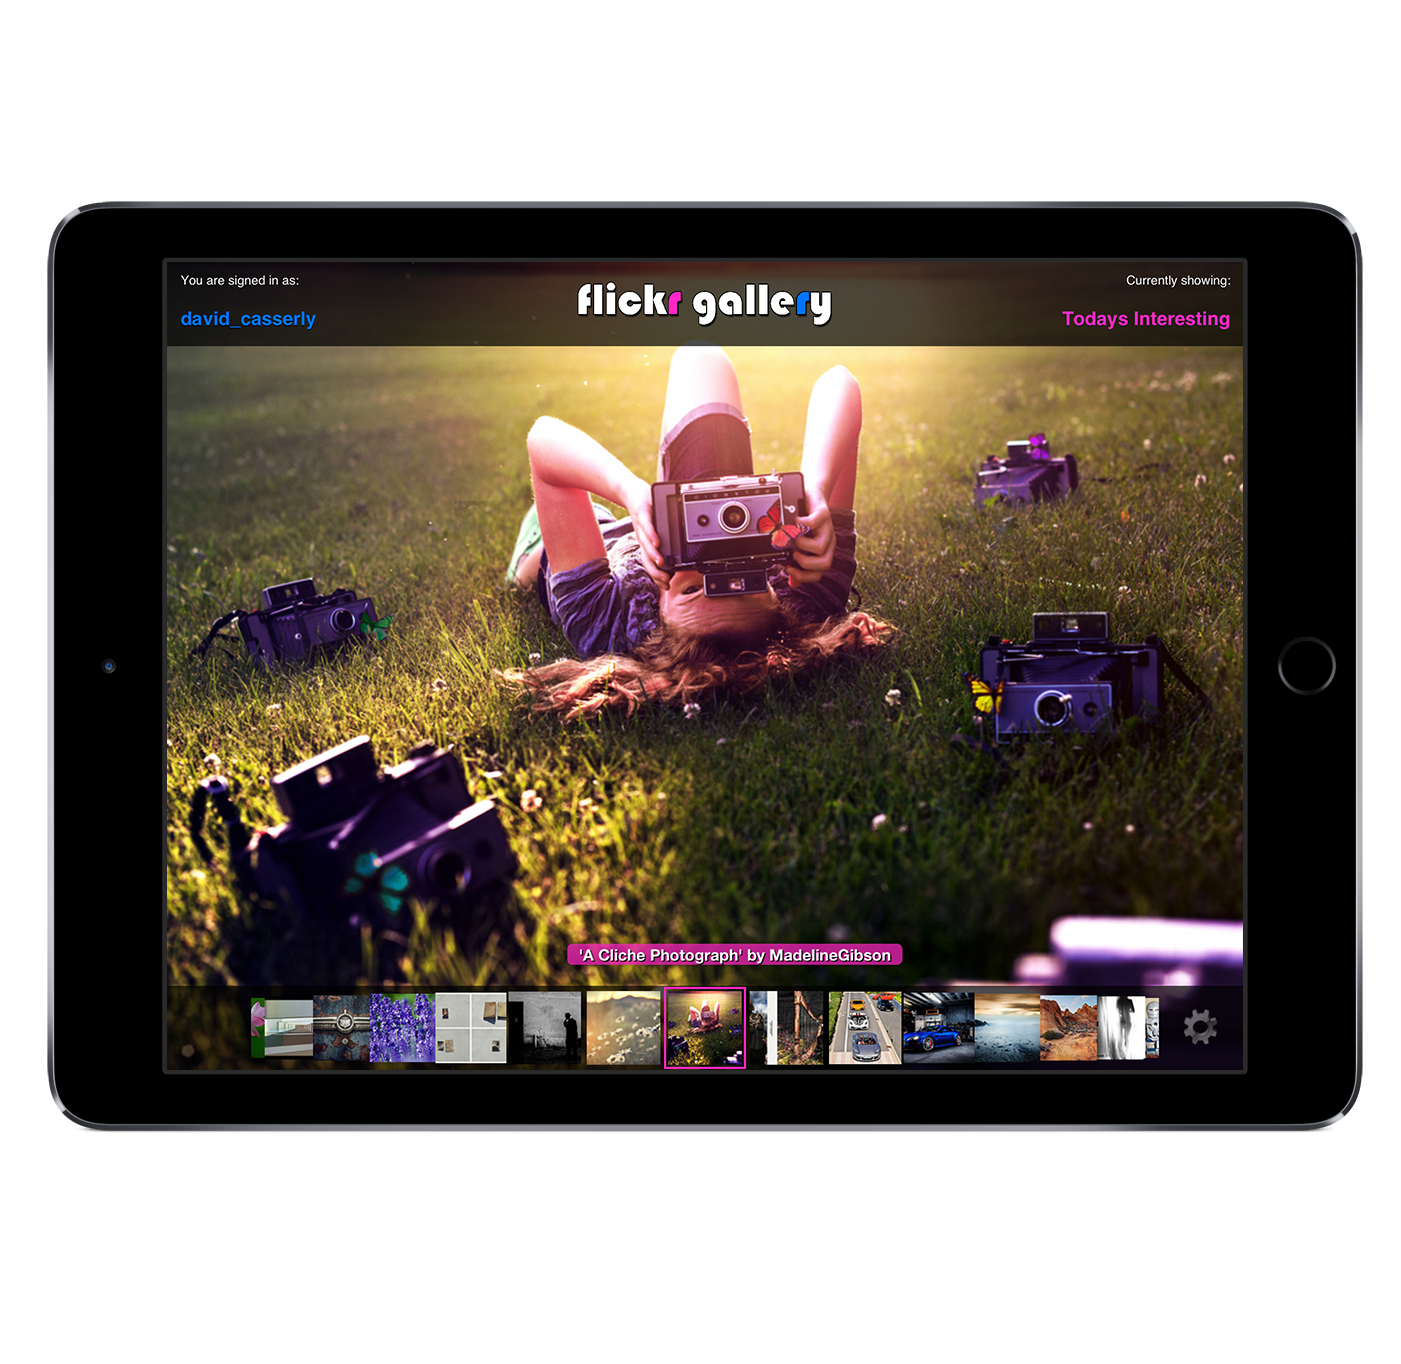 You are signed in as:
flickr gallery
Currently showing:
david_casserly
Todays Interesting
'A Cliche Photograph' by MadelineGibson